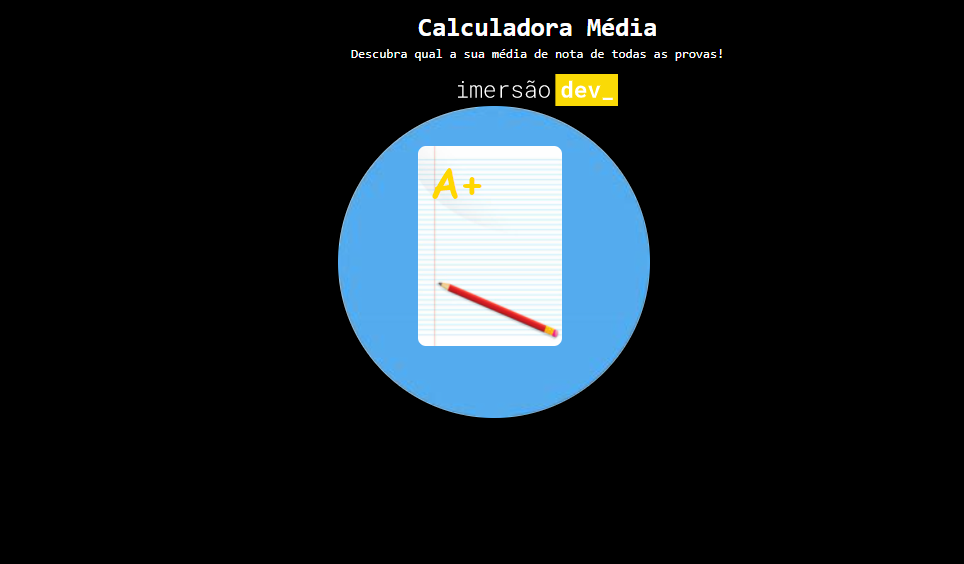 Calculadora Média
Descubra qual a sua média de nota de todas as provas!
imersão dev_
A+